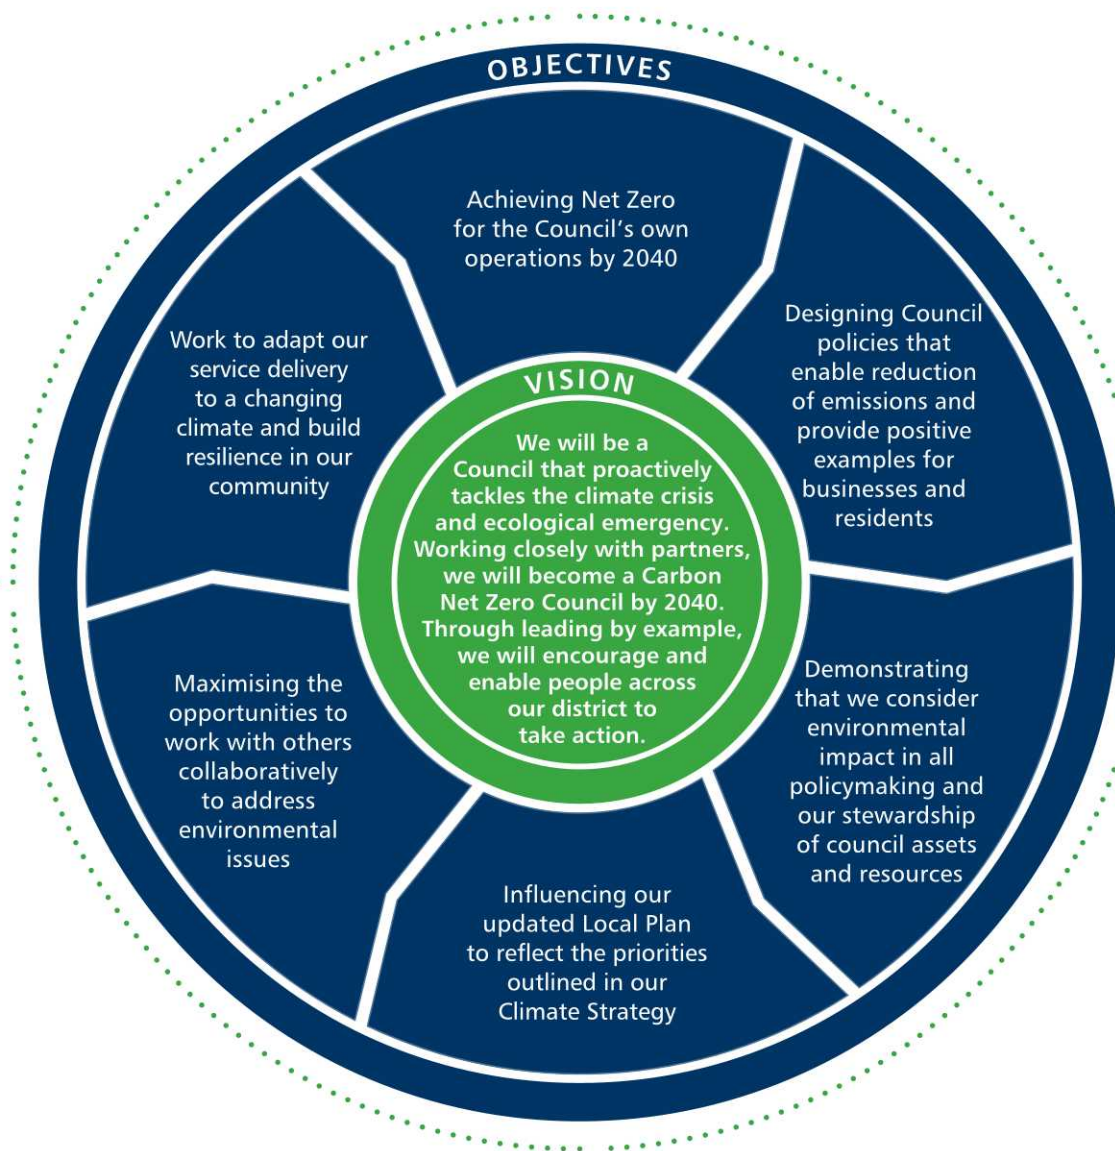 OBJECTIVES
Achieving Net Zero
for the Council's own
operations by 2040
Designing Council
policies that
enable reduction
of emissions and
provide positive
examples for
businesses and
residents
Demonstrating
that we consider
environmental
impact in all
policymaking and
our stewardship
of council assets
and resources
Influencing our
updated Local Plan
to reflect the priorities
outlined in our
Climate Strategy
Maximising the
opportunities to
work with others
collaboratively
to address
environmental
issues
Work to adapt our
service delivery
to a changing
climate and build
resilience in our
community
VISION
We will be a
Council that proactively
tackles the climate crisis
and ecological emergency.
Working closely with partners,
we will become a Carbon
Net Zero Council by 2040.
Through leading by example,
we will encourage and
enable people across
our district to
take action.